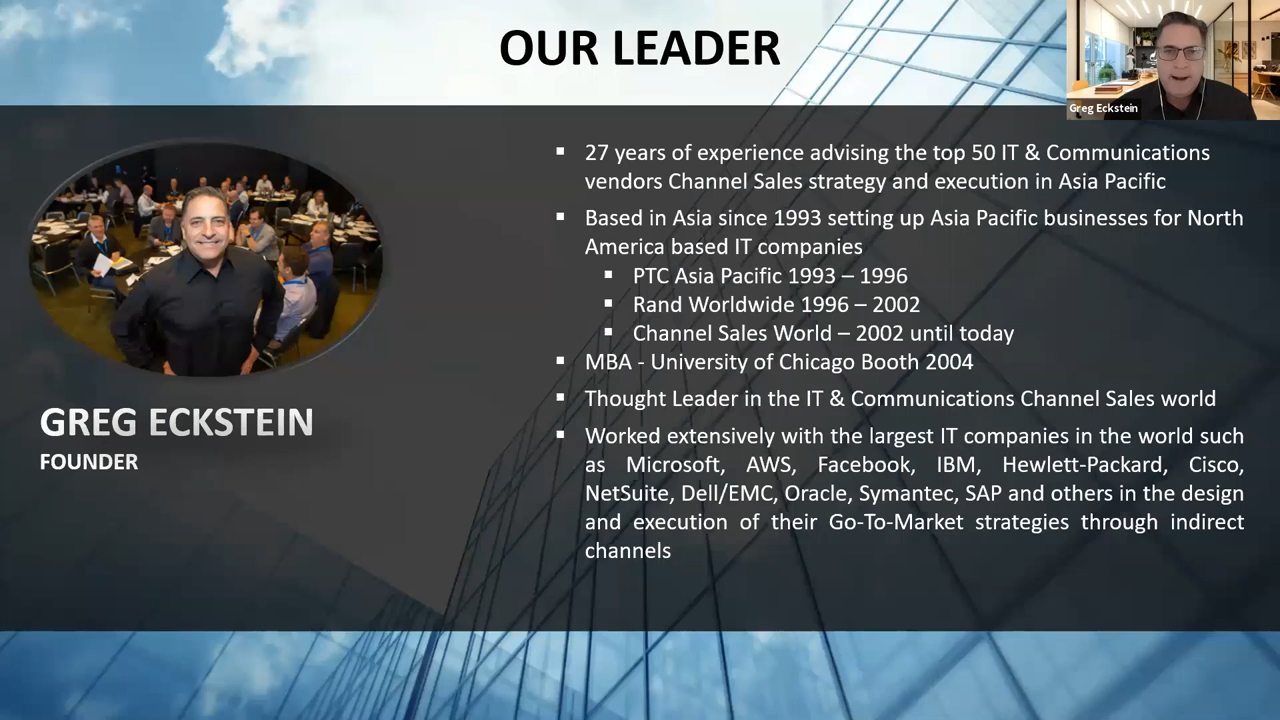 OUR LEADER
Greg Eckstein
27 years of experience advising the top 50 IT & Communications
vendors Channel Sales strategy and execution in Asia Pacific
Based in Asia since 1993 setting up Asia Pacific businesses for North
America based IT companies
PTC Asia Pacific 1993 – 1996
Rand Worldwide 1996 – 2002
Channel Sales World – 2002 until today
MBA - University of Chicago Booth 2004
Thought Leader in the IT & Communications Channel Sales world
Worked extensively with the largest IT companies in the world such
as Microsoft, AWS, Facebook, IBM, Hewlett-Packard, Cisco,
NetSuite, Dell/EMC, Oracle, Symantec, SAP and others in the design
and execution of their Go-To-Market strategies through indirect
channels
GREG ECKSTEIN
FOUNDER